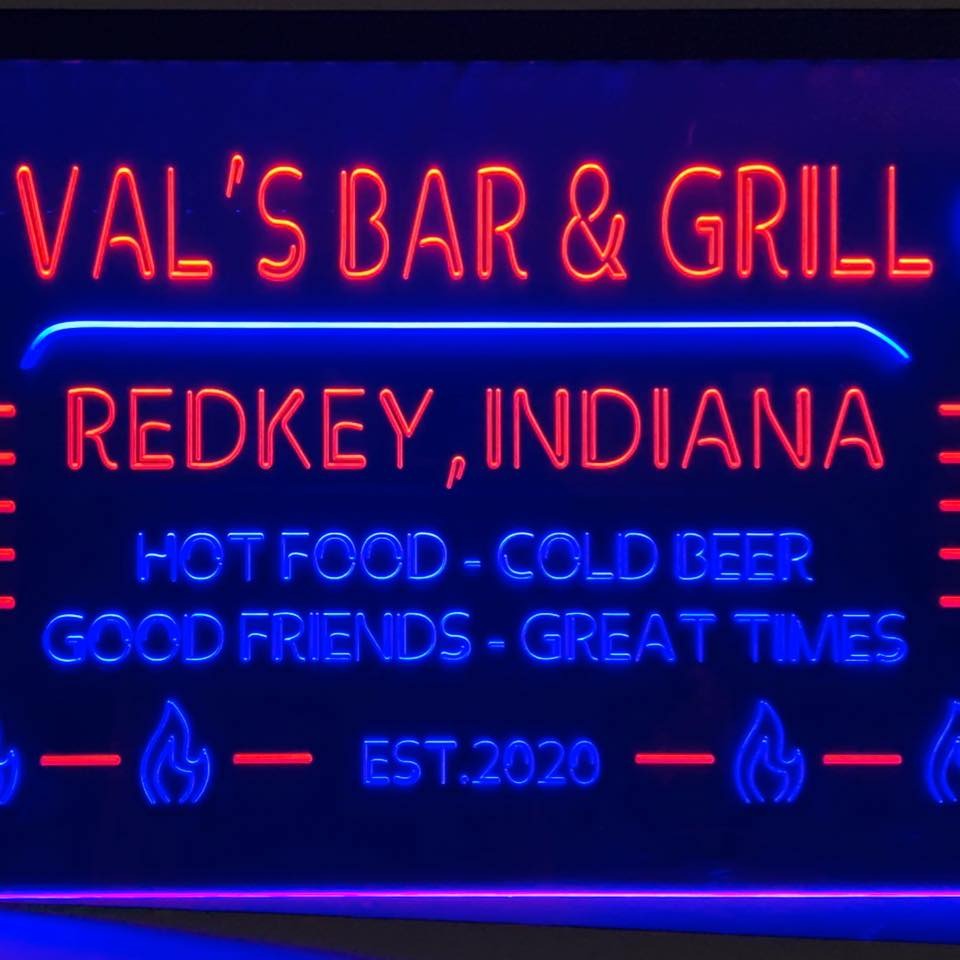 VAL'S BAR & GRILL
REDKEY, INDIANA
HOT FOOD - COLD BEER
GOOD FRIENDS - GREAT TIMES
EST.2020